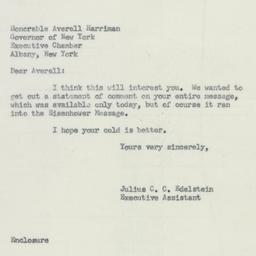 Honorable Averell Harriman
Governor of New York
Executive Chamber
Albany, New York
Dear Averell:
I think this will interest you. We wanted to
get out a statement of comment on your entire message,
which was available only today, but of course it ran
into the Eisenhower Message.
I hope your cold is better.
Yours very sincerely,
Julius C. C. Edelstein
Executive Assistant
Enclosure